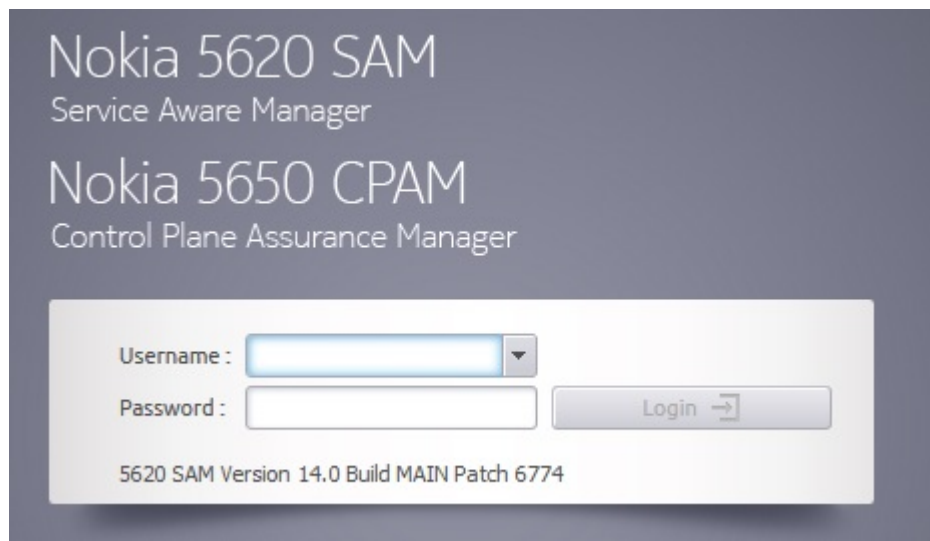 Nokia 5620 SAM
Service Aware Manager
Nokia 5650 CPAM
Control Plane Assurance Manager
Username :
Password :
Login
5620 SAM Version 14.0 Build MAIN Patch 6774